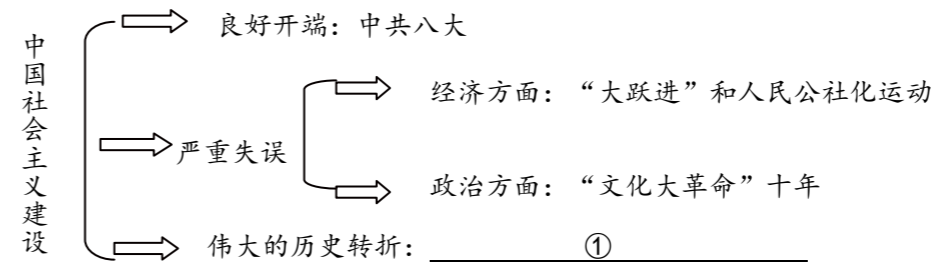 中国社会主义建设
良好开端：中共八大
严重失误
经济方面：“大跃进”和人民公社化运动
政治方面：“文化大革命”十年
伟大的历史转折：①